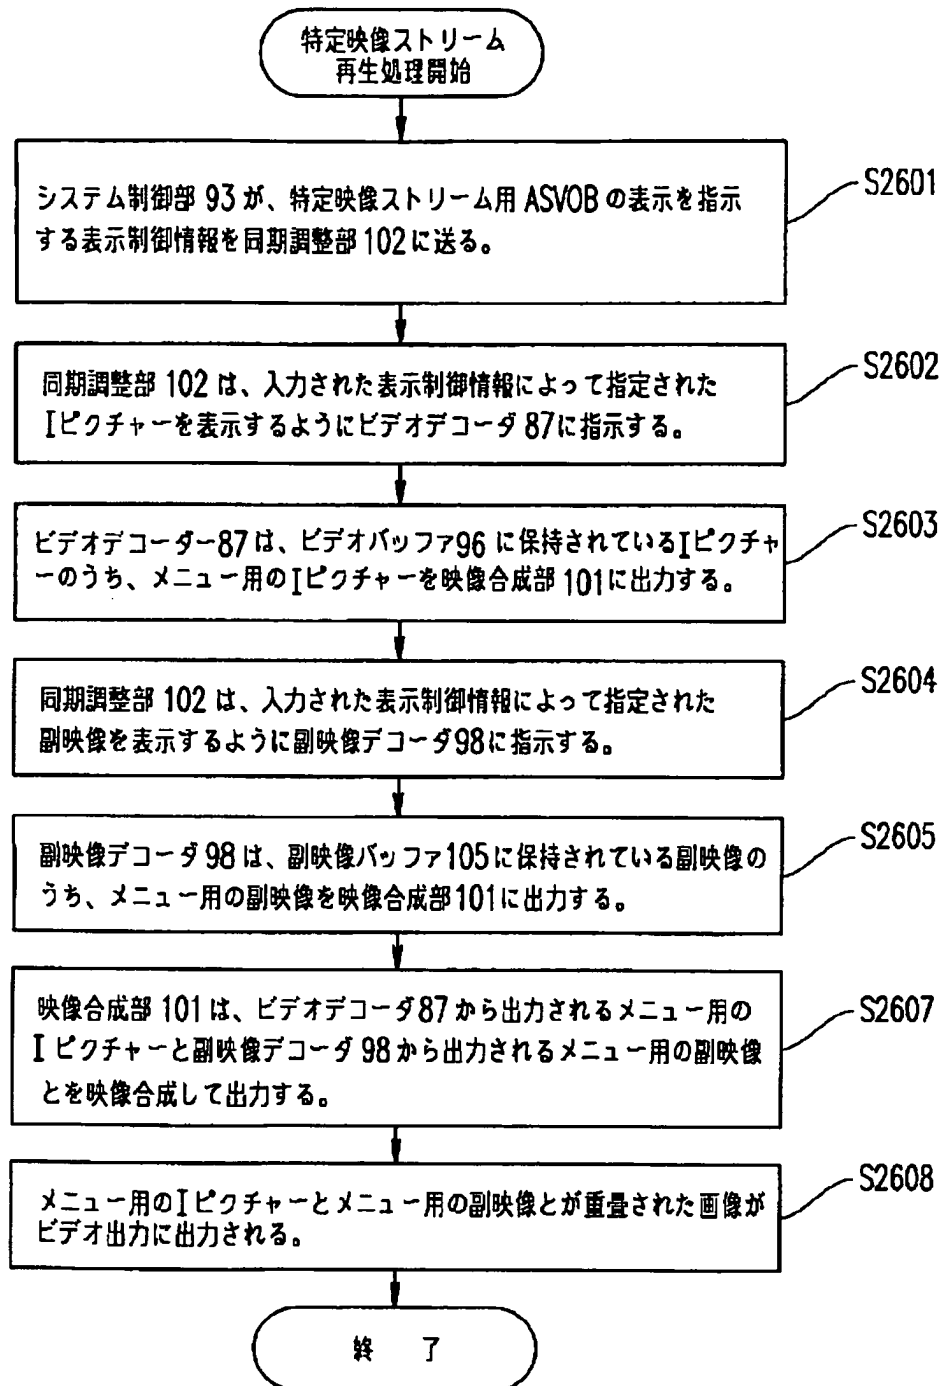 特定映像ストリーム
再生処理開始
システム制御部 93 が、特定映像ストリーム用 ASVOB の表示を指示
する表示制御情報を同期調整部 102 に送る。
S2601
同期調整部 102 は、入力された表示制御情報によって指定された
Iピクチャーを表示するようにビデオデコーダ 87に指示する。
S2602
ビデオデコーダー87は、ビデオバッファ96 に保持されているIピクチャ
ーのうち、メニュー用のIピクチャーを映像合成部 101に出力する。
S2603
同期調整部 102 は、入力された表示制御情報によって指定された
副映像を表示するように副映像デコーダ98に指示する。
S2604
副映像デコーダ 98 は、副映像バッファ105に保持されている副映像の
うち、メニュー用の副映像を映像合成部101に出力する。
S2605
映像合成部 101 は、ビデオデコーダ87から出力されるメニュー用の
I ピクチャーと副映像デコーダ 98から出力されるメニュー用の副映像
とを映像合成して出力する。
S2607
メニュー用のIピクチャーとメニュー用の副映像とが重畳された画像が
ビデオ出力に出力される。
S2608
終 了